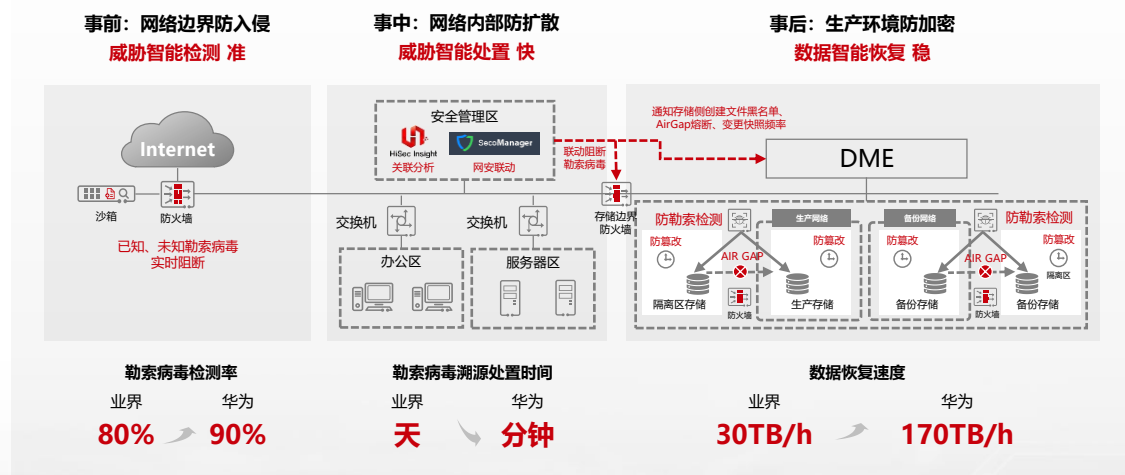 事前：网络边界防入侵
威胁智能检测 准
事中：网络内部防扩散
威胁智能处置 快
事后：生产环境防加密
数据智能恢复 稳
Internet
沙箱
防火墙
已知、未知勒索病毒
实时阻断
安全管理区
HiSec Insight
关联分析
SecoManager
网安联动
联动阻断
勒索病毒
交换机
交换机
存储边界
防火墙
办公区
服务器区
通知存储侧创建文件黑名单、
AirGap熔断、变更快照频率
DME
防勒索检测
生产网络
备份网络
防勒索检测
防篡改
防篡改
防篡改
防篡改
AIR GAP
AIR GAP
隔离区
隔离区存储
生产存储
备份存储
备份存储
防火墙
防火墙
勒索病毒检测率
业界
华为
80%
90%
勒索病毒溯源处置时间
业界
华为
天
分钟
数据恢复速度
业界
华为
30TB/h
170TB/h